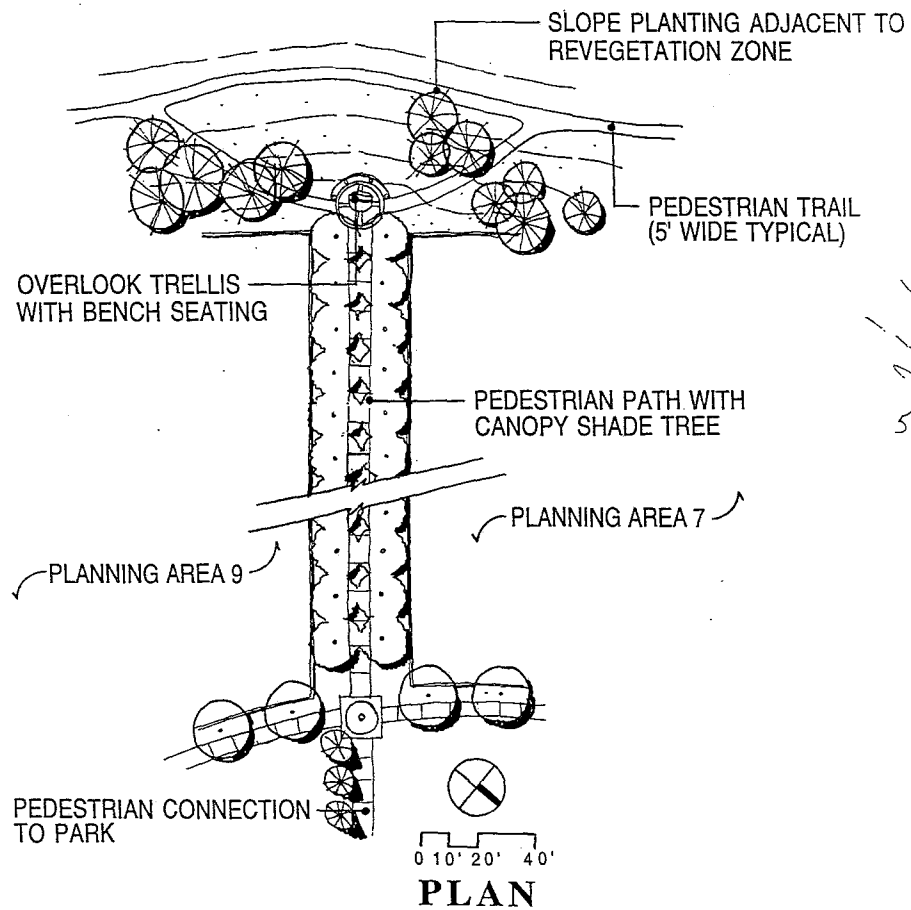 SLOPE PLANTING ADJACENT TO
REVEGETATION ZONE
PEDESTRIAN TRAIL
(5' WIDE TYPICAL)
OVERLOOK TRELLIS
WITH BENCH SEATING
PEDESTRIAN PATH WITH
CANOPY SHADE TREE
PLANNING AREA 7
PLANNING AREA 9
PEDESTRIAN CONNECTION
TO PARK
0 10' 20' 40'
PLAN